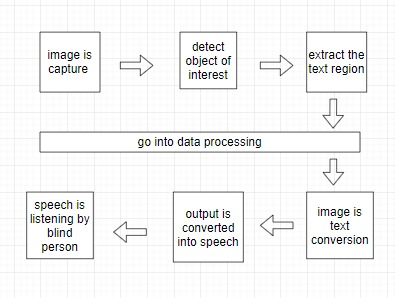 image is
capture
detect
object of
interest
extract the
text region
go into data processing
speech is
listening by
blind
person
output is
converted
into speech
image is
text
conversion